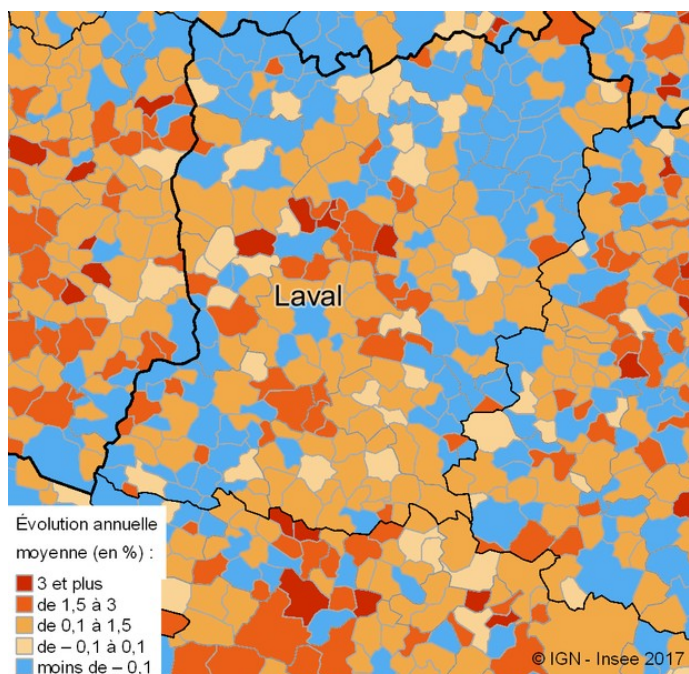 Laval
Évolution annuelle
moyenne (en %) :
3 et plus
de 1,5 à 3
de 0,1 à 1,5
de – 0,1 à 0,1
moins de – 0,1
© IGN - Insee 2017